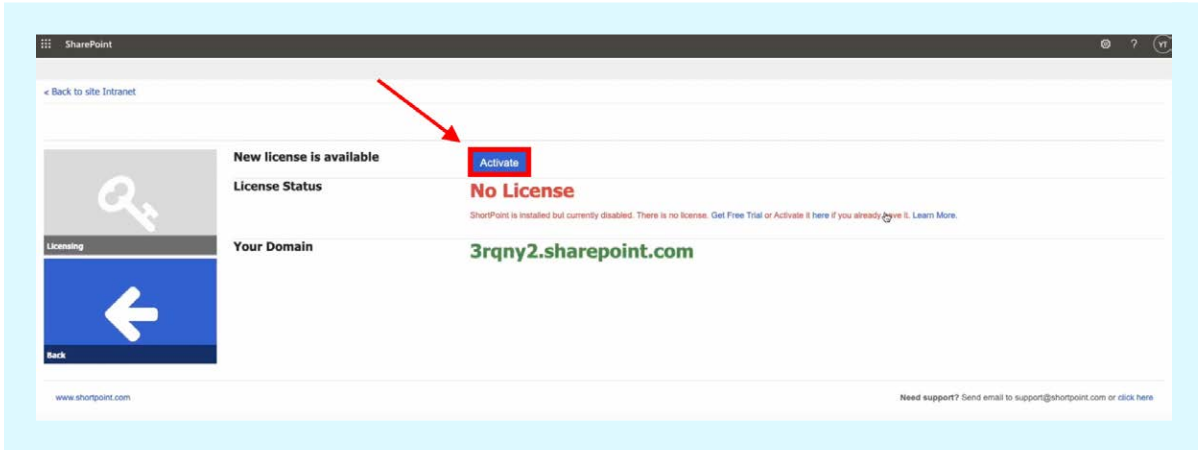 SharePoint
?
YT
< Back to site Intranet
New license is available
Activate
License Status
No License
ShortPoint is installed but currently disabled. There is no license. Get Free Trial or Activate it here if you already have it. Learn More.
Licensing
Your Domain
3rqny2.sharepoint.com
Back
www.shortpoint.com
Need support? Send email to support@shortpoint.com or click here